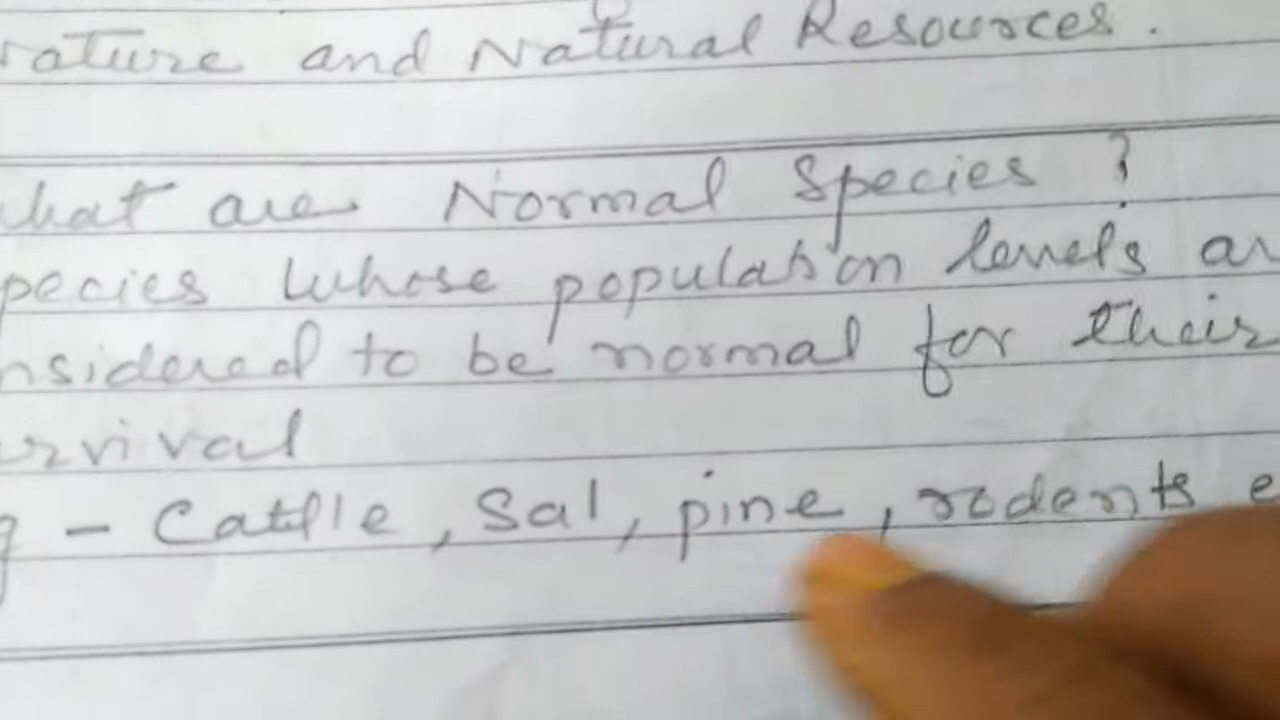 ature and Natural Resources.
hat are Normal Species ?
pecies whose population levels ar
nsidered to be normal for their
rvival
g - Cattle, Sal, pine, rodents e